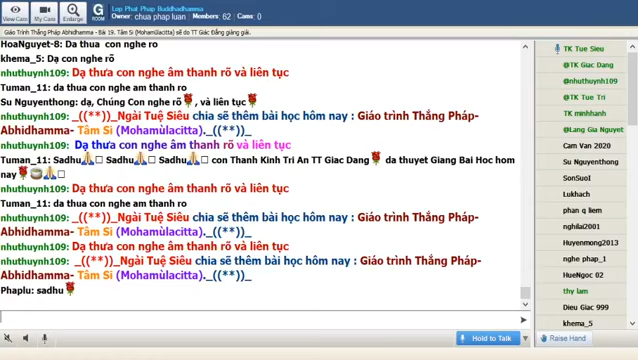 Lop Phat Phap Buddhadhamma
Owner: chua phap luan Members: 62 Cams: 0
View Cam
My Cam
Enlarge
G
ROOM
Giáo Trình Thắng Pháp Abhidhamma - Bài 19. Tâm Si (Mohamūlacitta) sẽ do TT Giác Đẳng giảng giải.
HoaNguyet-8: Da thua con nghe ro
khema_5: Dạ con nghe rõ
nhuthuynh109: Dạ thưa con nghe âm thanh rõ và liên tục
Tuman_11: da thua con nghe am thanh ro
Su Nguyenthong: dạ, Chúng Con nghe rõ🌹, và liên tục🌹
nhuthuynh109: _((**))_Ngài Tuệ Siêu chia sẽ thêm bài học hôm nay : Giáo trình Thắng Pháp-
Abhidhamma- Tâm Si (Mohamūlacitta)._((**))_
nhuthuynh109: Dạ thưa con nghe âm thanh rõ và liên tục
Tuman_11: Sadhu🙏□ Sadhu🙏□ Sadhu🙏□ con Thanh Kinh Tri An TT Giac Dang🌹 da thuyet Giang Bai Hoc hom
nay🌹🙏□
nhuthuynh109: Dạ thưa con nghe âm thanh rõ và liên tục
Tuman_11: da thua con nghe am thanh ro
nhuthuynh109: _((**))_Ngài Tuệ Siêu chia sẽ thêm bài học hôm nay : Giáo trình Thắng Pháp-
Abhidhamma- Tâm Si (Mohamūlacitta)._((**))_
nhuthuynh109: Dạ thưa con nghe âm thanh rõ và liên tục
nhuthuynh109: _((**))_Ngài Tuệ Siêu chia sẽ thêm bài học hôm nay : Giáo trình Thắng Pháp-
Abhidhamma- Tâm Si (Mohamūlacitta)._((**))_
Phaplu: sadhu🌹
Hold to Talk
TK Tue Sieu
@TK Giac Dang
@nhuthuynh109
@TK Tue Tri
TK minhhanh
@Lang Gia Nguyet
Cam Van 2020
Su Nguyenthong
SonSuoI
Lukhach
phan q liem
nghilai2001
Huyenmong2013
nghe phap_1
HueNgoc 02
thy lam
Dieu Giac 999
khema_5
Raise Hand